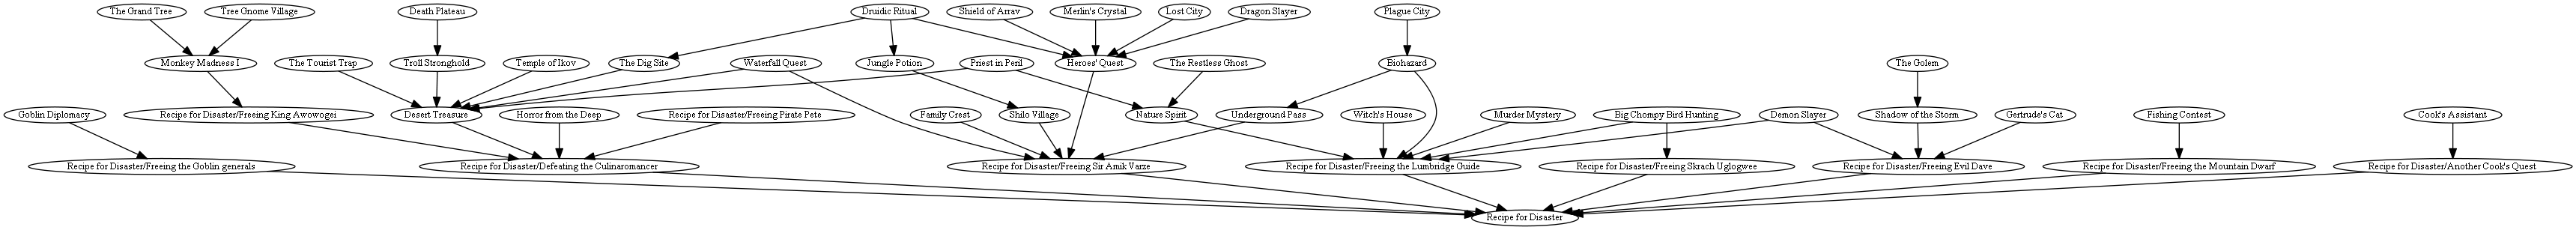 The Grand Tree
Tree Gnome Village
Death Plateau
Druidic Ritual
Shield of Arrav
Merlin's Crystal
Lost City
Dragon Slayer
Plague City
Monkey Madness I
The Tourist Trap
Troll Stronghold
Temple of Ikov
The Dig Site
Waterfall Quest
Jungle Potion
Priest in Peril
Heroes' Quest
The Restless Ghost
Biohazard
The Golem
Goblin Diplomacy
Recipe for Disaster/Freeing King Awowogei
Desert Treasure
Horror from the Deep
Recipe for Disaster/Freeing Pirate Pete
Family Crest
Shilo Village
Nature Spirit
Underground Pass
Witch's House
Murder Mystery
Big Chompy Bird Hunting
Demon Slayer
Shadow of the Storm
Gertrude's Cat
Fishing Contest
Cook's Assistant
Recipe for Disaster/Freeing the Goblin generals
Recipe for Disaster/Defeating the Culinaromancer
Recipe for Disaster/Freeing Sir Amik Varze
Recipe for Disaster/Freeing the Lumbridge Guide
Recipe for Disaster/Freeing Skrach Uglogwee
Recipe for Disaster/Freeing Evil Dave
Recipe for Disaster/Freeing the Mountain Dwarf
Recipe for Disaster/Another Cook's Quest
Recipe for Disaster